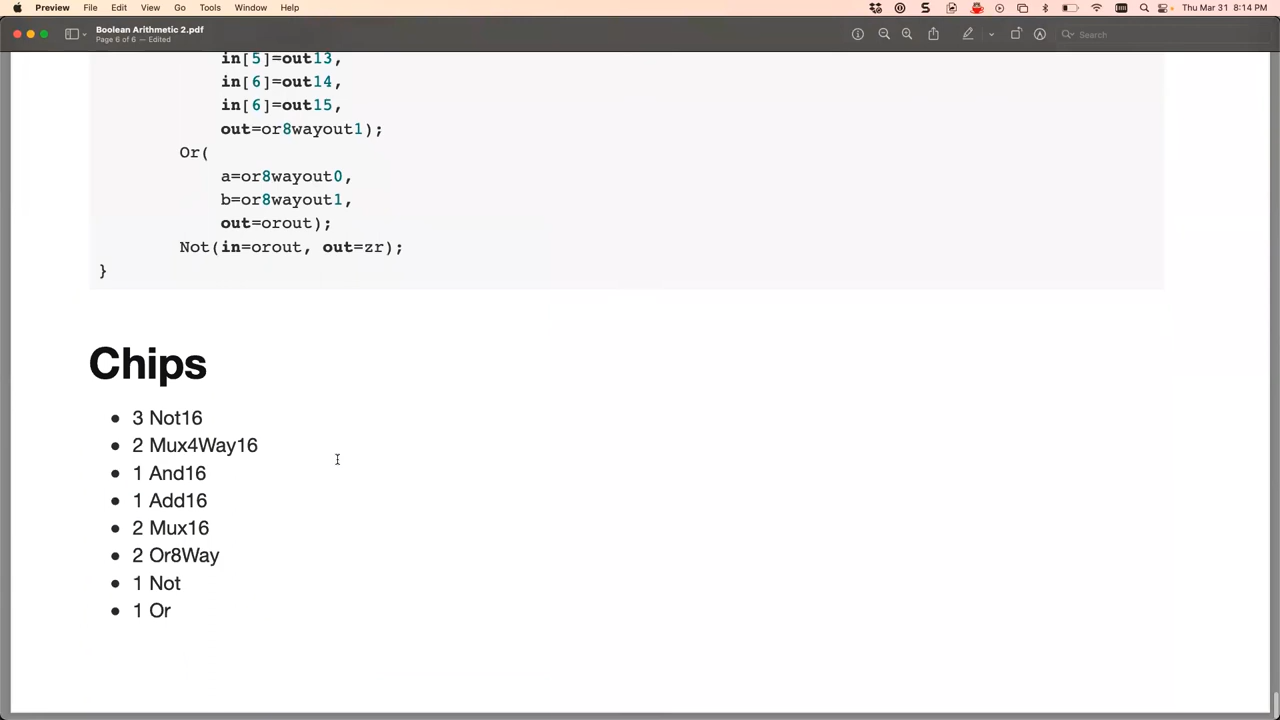 Preview File Edit View Go Tools Window Help Thu Mar 31 8:14 PM
Boolean Arithmetic 2.pdf
Page 6 of 6 — Edited
Search
in[5]=out13,
in[6]=out14,
in[6]=out15,
out=or8wayout1);
Or(
a=or8wayout0,
b=or8wayout1,
out=orout);
Not(in=orout, out=zr);
}
Chips
• 3 Not16
• 2 Mux4Way16
• 1 And16
• 1 Add16
• 2 Mux16
• 2 Or8Way
• 1 Not
• 1 Or